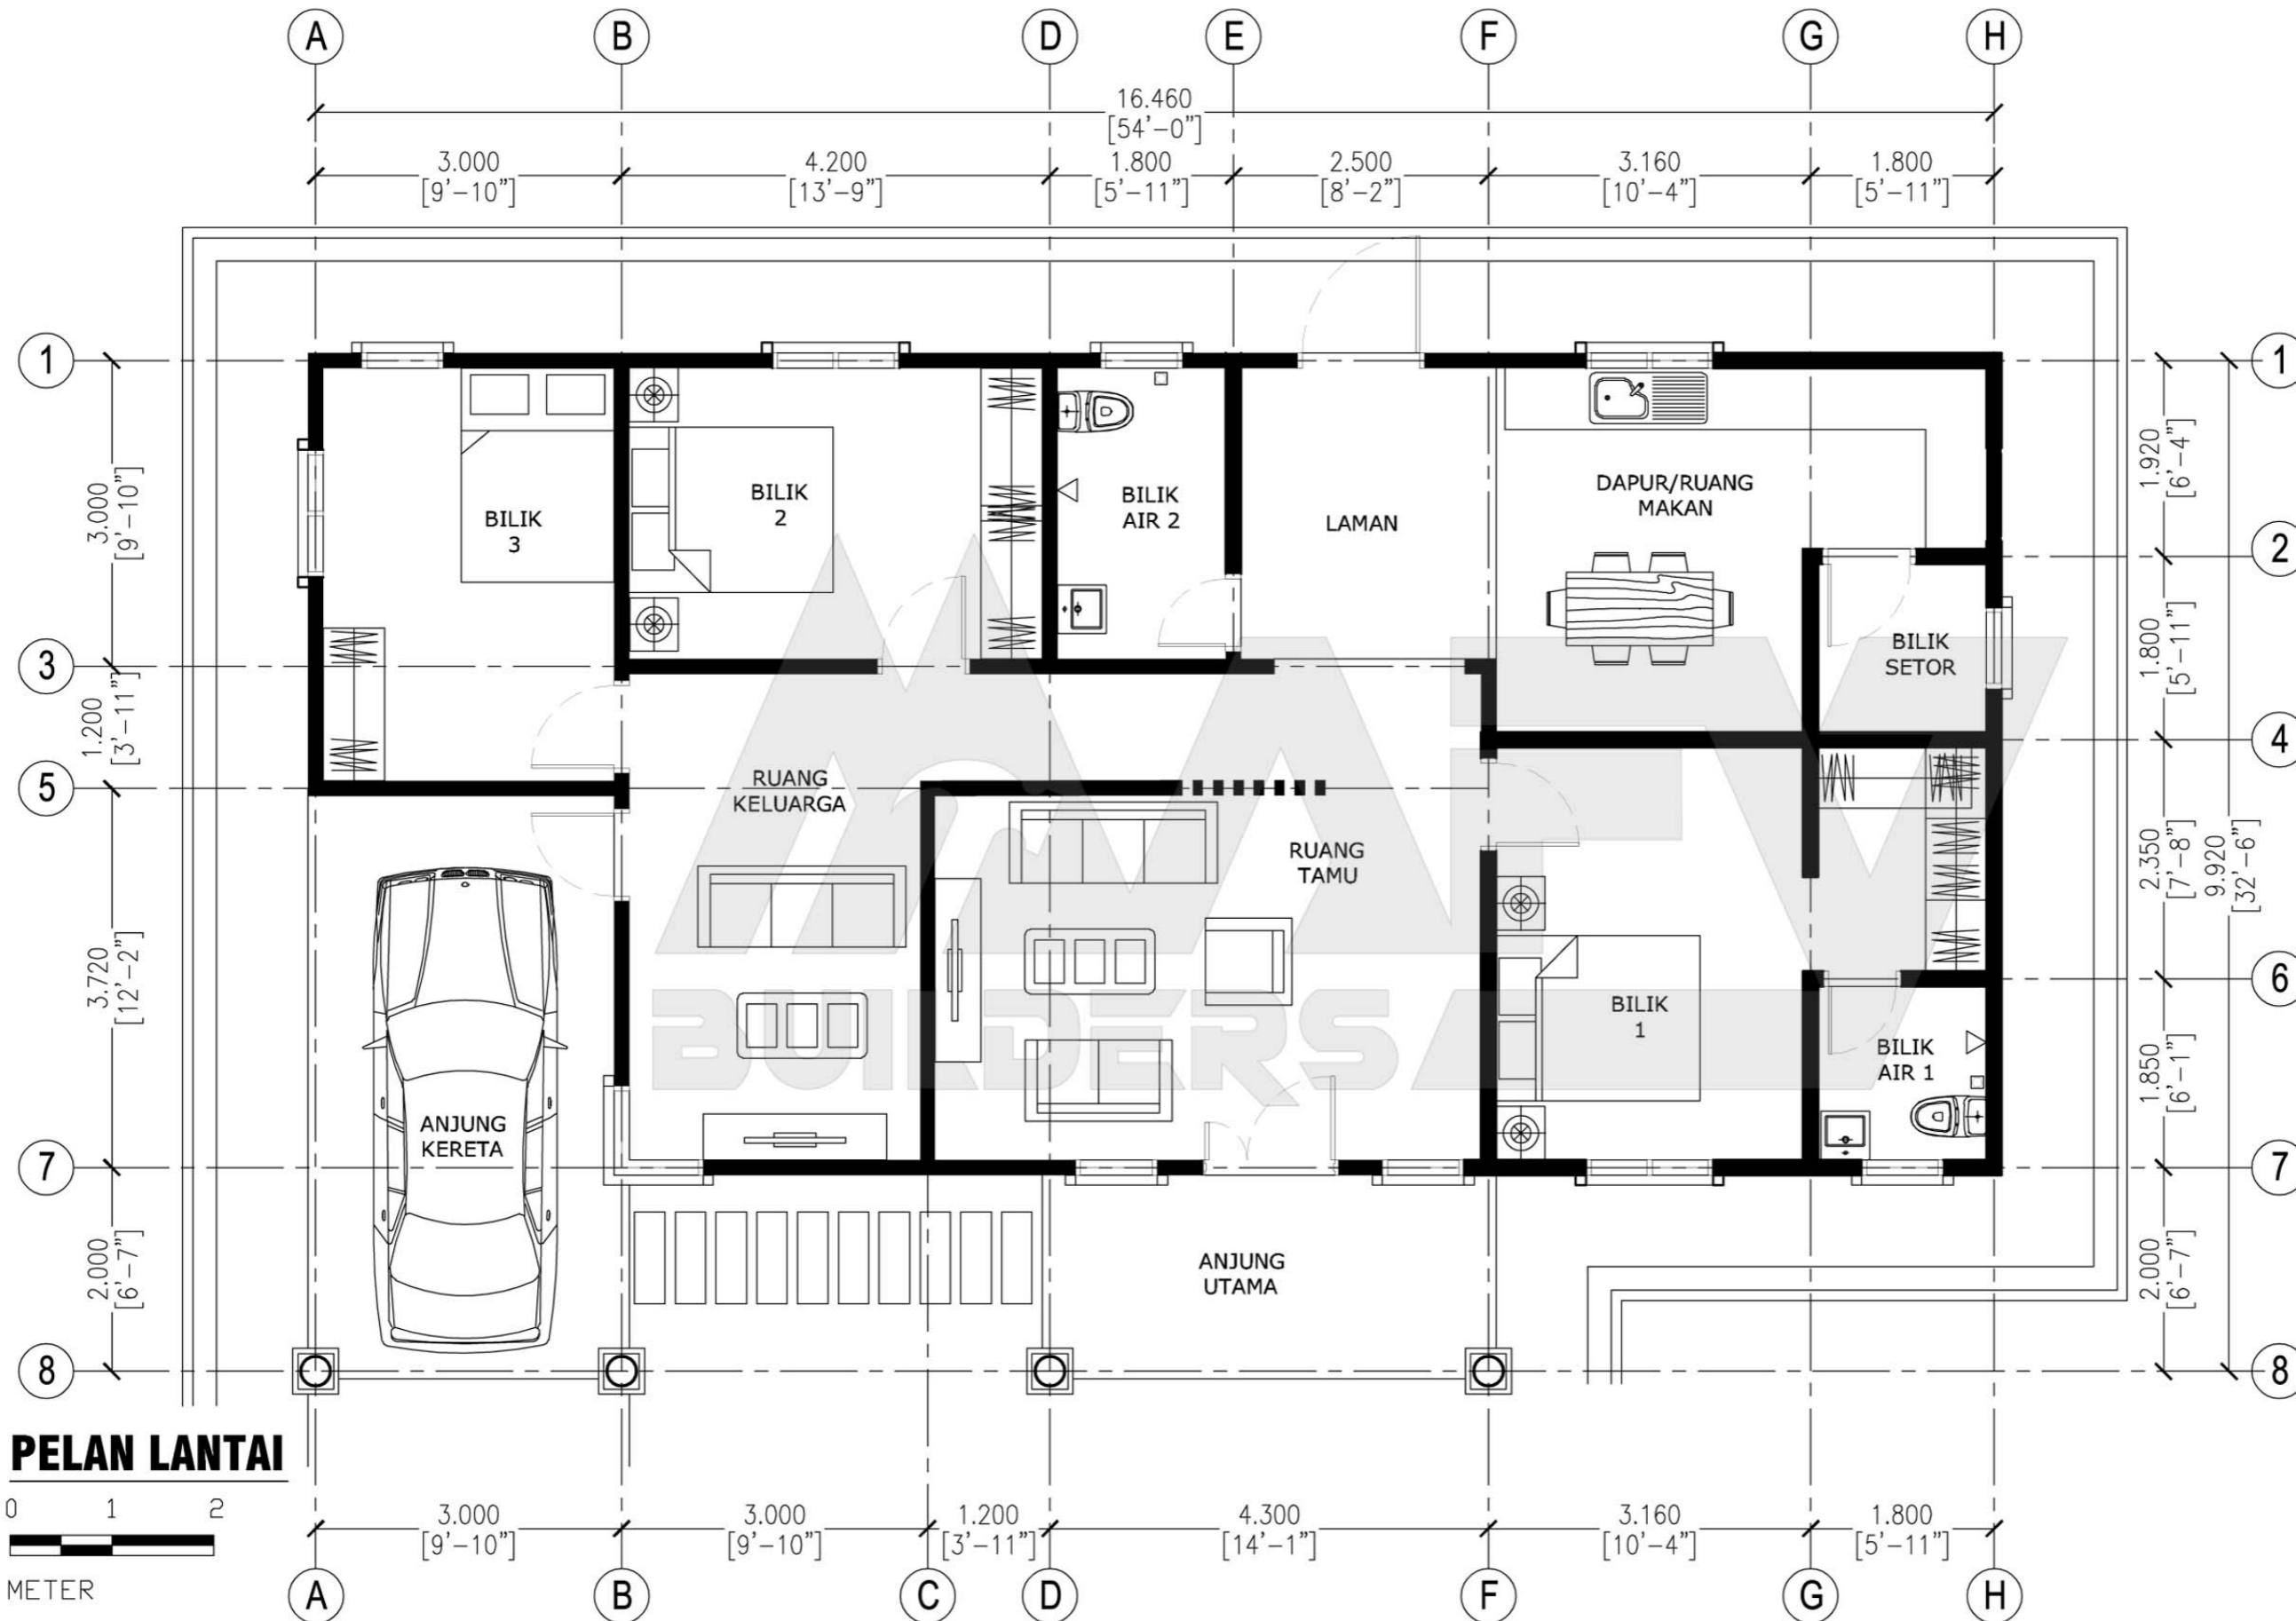 A B D E F G H
16.460
[54'-0"]
3.000 4.200 1.800 2.500 3.160 1.800
[9'-10"] [13'-9"] [5'-11"] [8'-2"] [10'-4"] [5'-11"]
1 1
3.000
[9'-10"]
BILIK
3
BILIK
2
BILIK
AIR 2
LAMAN
DAPUR/RUANG
MAKAN
1.920
[6'-4"]
2
BILIK
SETOR
1.800
[5'-11"]
3
1.200
[3'-11"]
4
5
RUANG
KELUARGA
RUANG
TAMU
2.350
[7'-8"]
9.920
[32'-6"]
3.720
[12'-2"]
6
BILIK
1
BILIK
AIR 1
1.850
[6'-1"]
BUILDERS
ANJUNG
KERETA
7 7
ANJUNG
UTAMA
2.000
[6'-7"]
2.000
[6'-7"]
8 8
PELAN LANTAI
0 1 2
METER
3.000 3.000 1.200 4.300 3.160 1.800
[9'-10"] [9'-10"] [3'-11"] [14'-1"] [10'-4"] [5'-11"]
A B C D F G H